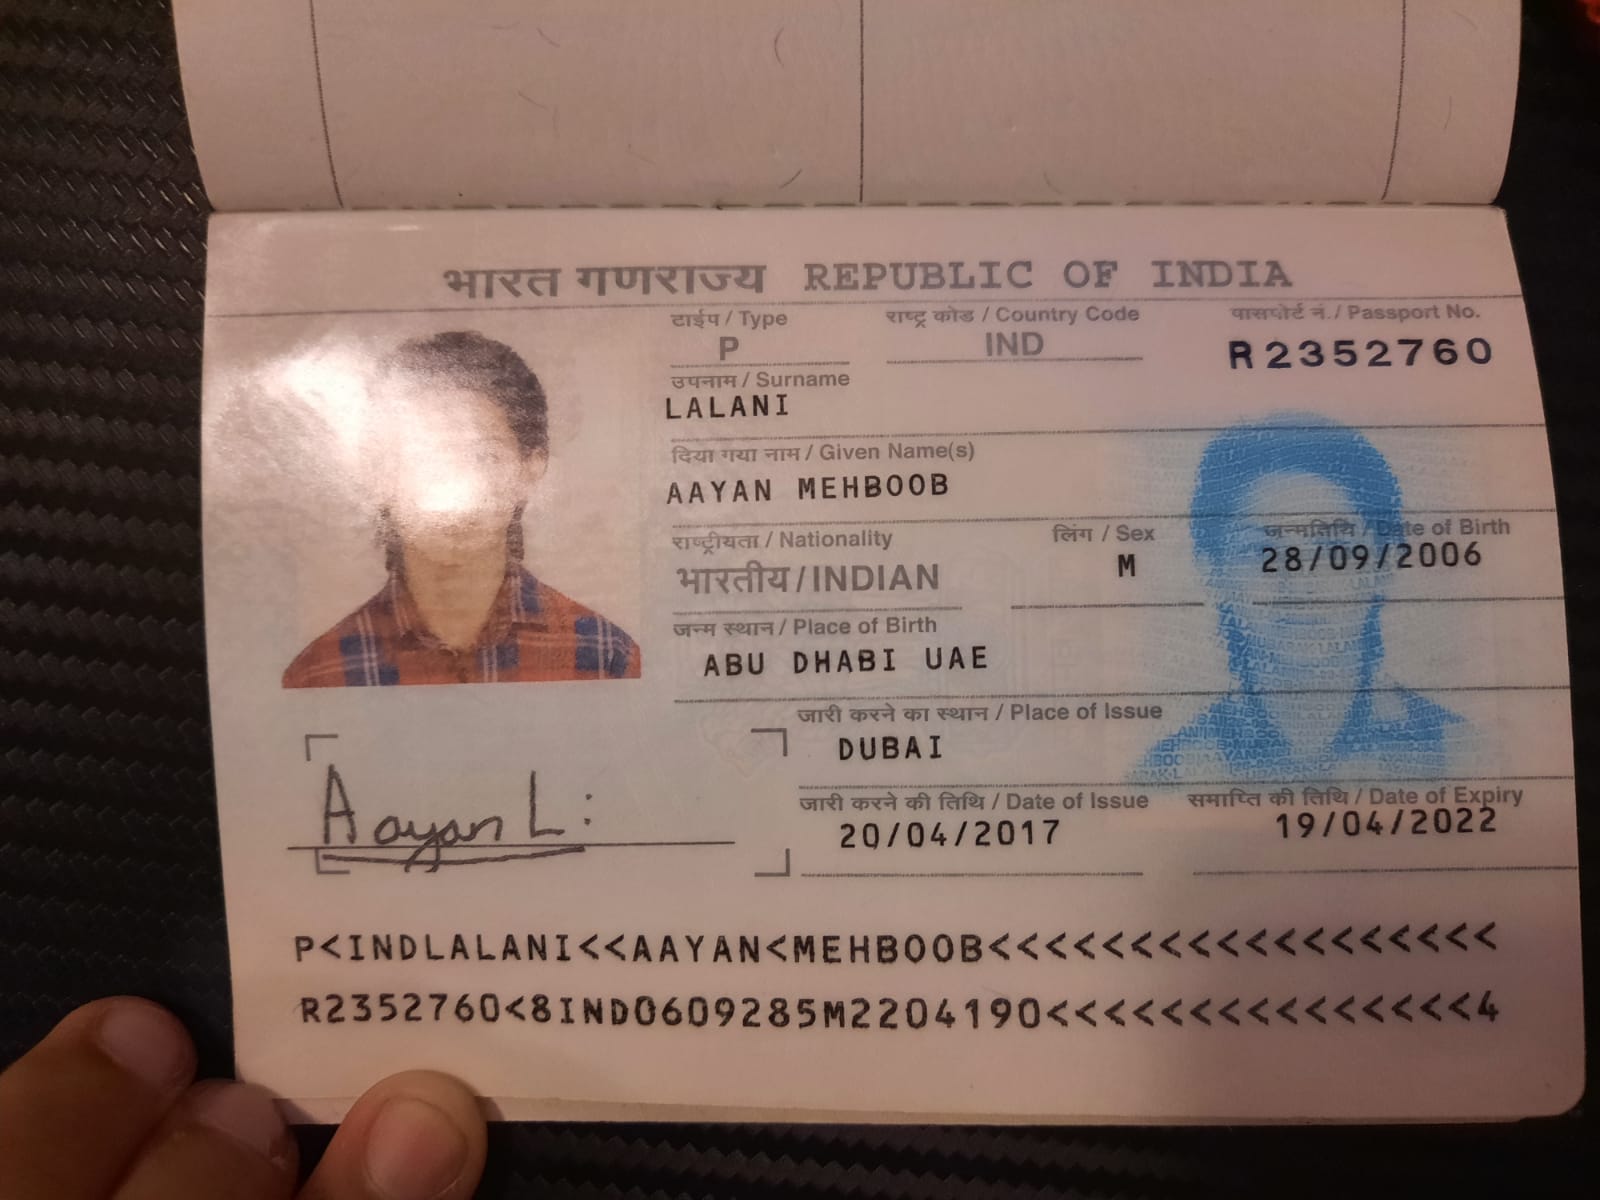 भारत गणराज्य REPUBLIC OF INDIA
टाईप / Type
राष्ट्र कोड / Country Code
पासपोर्ट नं. / Passport No.
P
IND
R2352760
उपनाम / Surname
LALANI
दिया गया नाम / Given Name(s)
AAYAN MEHBOOB
राष्ट्रीयता / Nationality
लिंग / Sex
जन्मतिथि / Date of Birth
भारतीय / INDIAN
M
28/09/2006
जन्म स्थान / Place of Birth
ABU DHABI UAE
जारी करने का स्थान / Place of Issue
DUBAI
Aayan L:
जारी करने की तिथि / Date of Issue
समाप्ति की तिथि / Date of Expiry
20/04/2017
19/04/2022
P<INDLALANI<<AAYAN<MEHBOOB<<<<<<<<<<<<<<<<<<
R2352760<8IND0609285M2204190<<<<<<<<<<<<<<<4